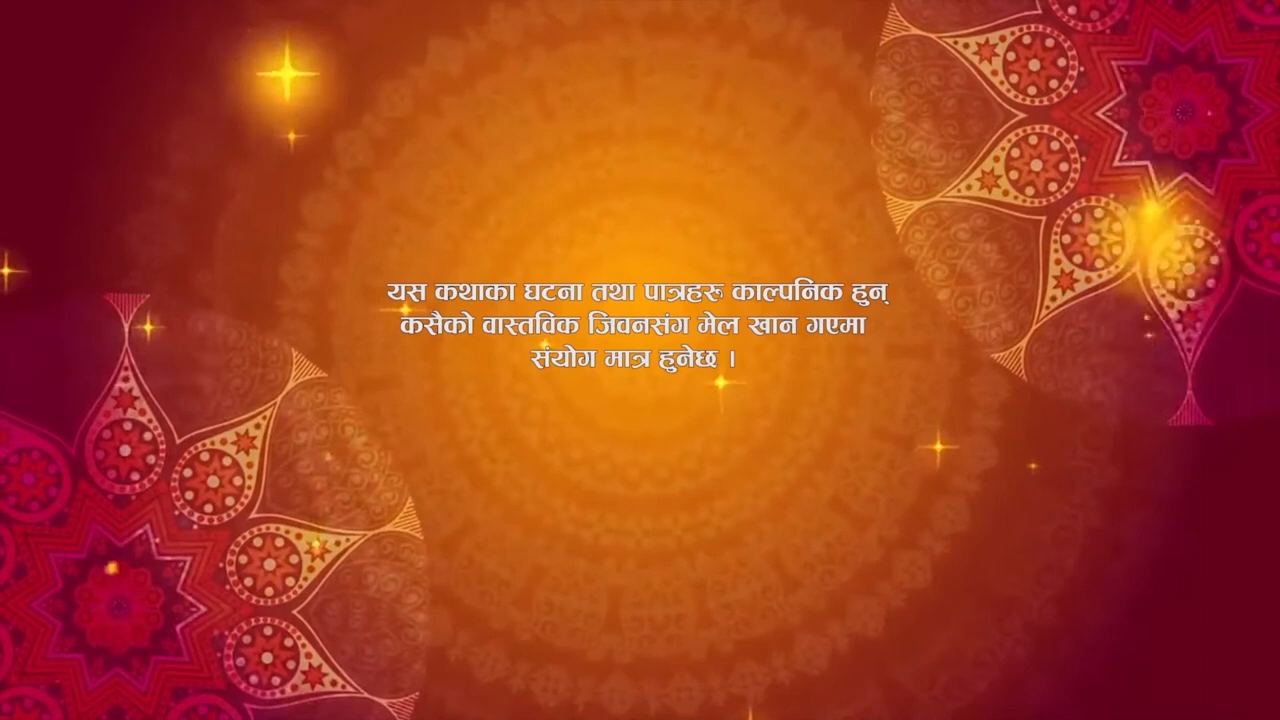 यस कथाका घटना तथा पात्रहरु काल्पनिक हुन्
कसैको वास्तविक जिवनसंग मेल खान गएमा
संयोग मात्र हुनेछ ।